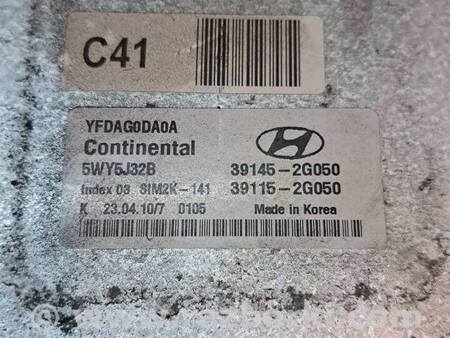 C41
YFDAG0DA0A
Continental
5WY5J32B 39145-2G050
Index 03 SIM2K-141 39115-2G050
K 23.04.10/7 0105 Made in Korea